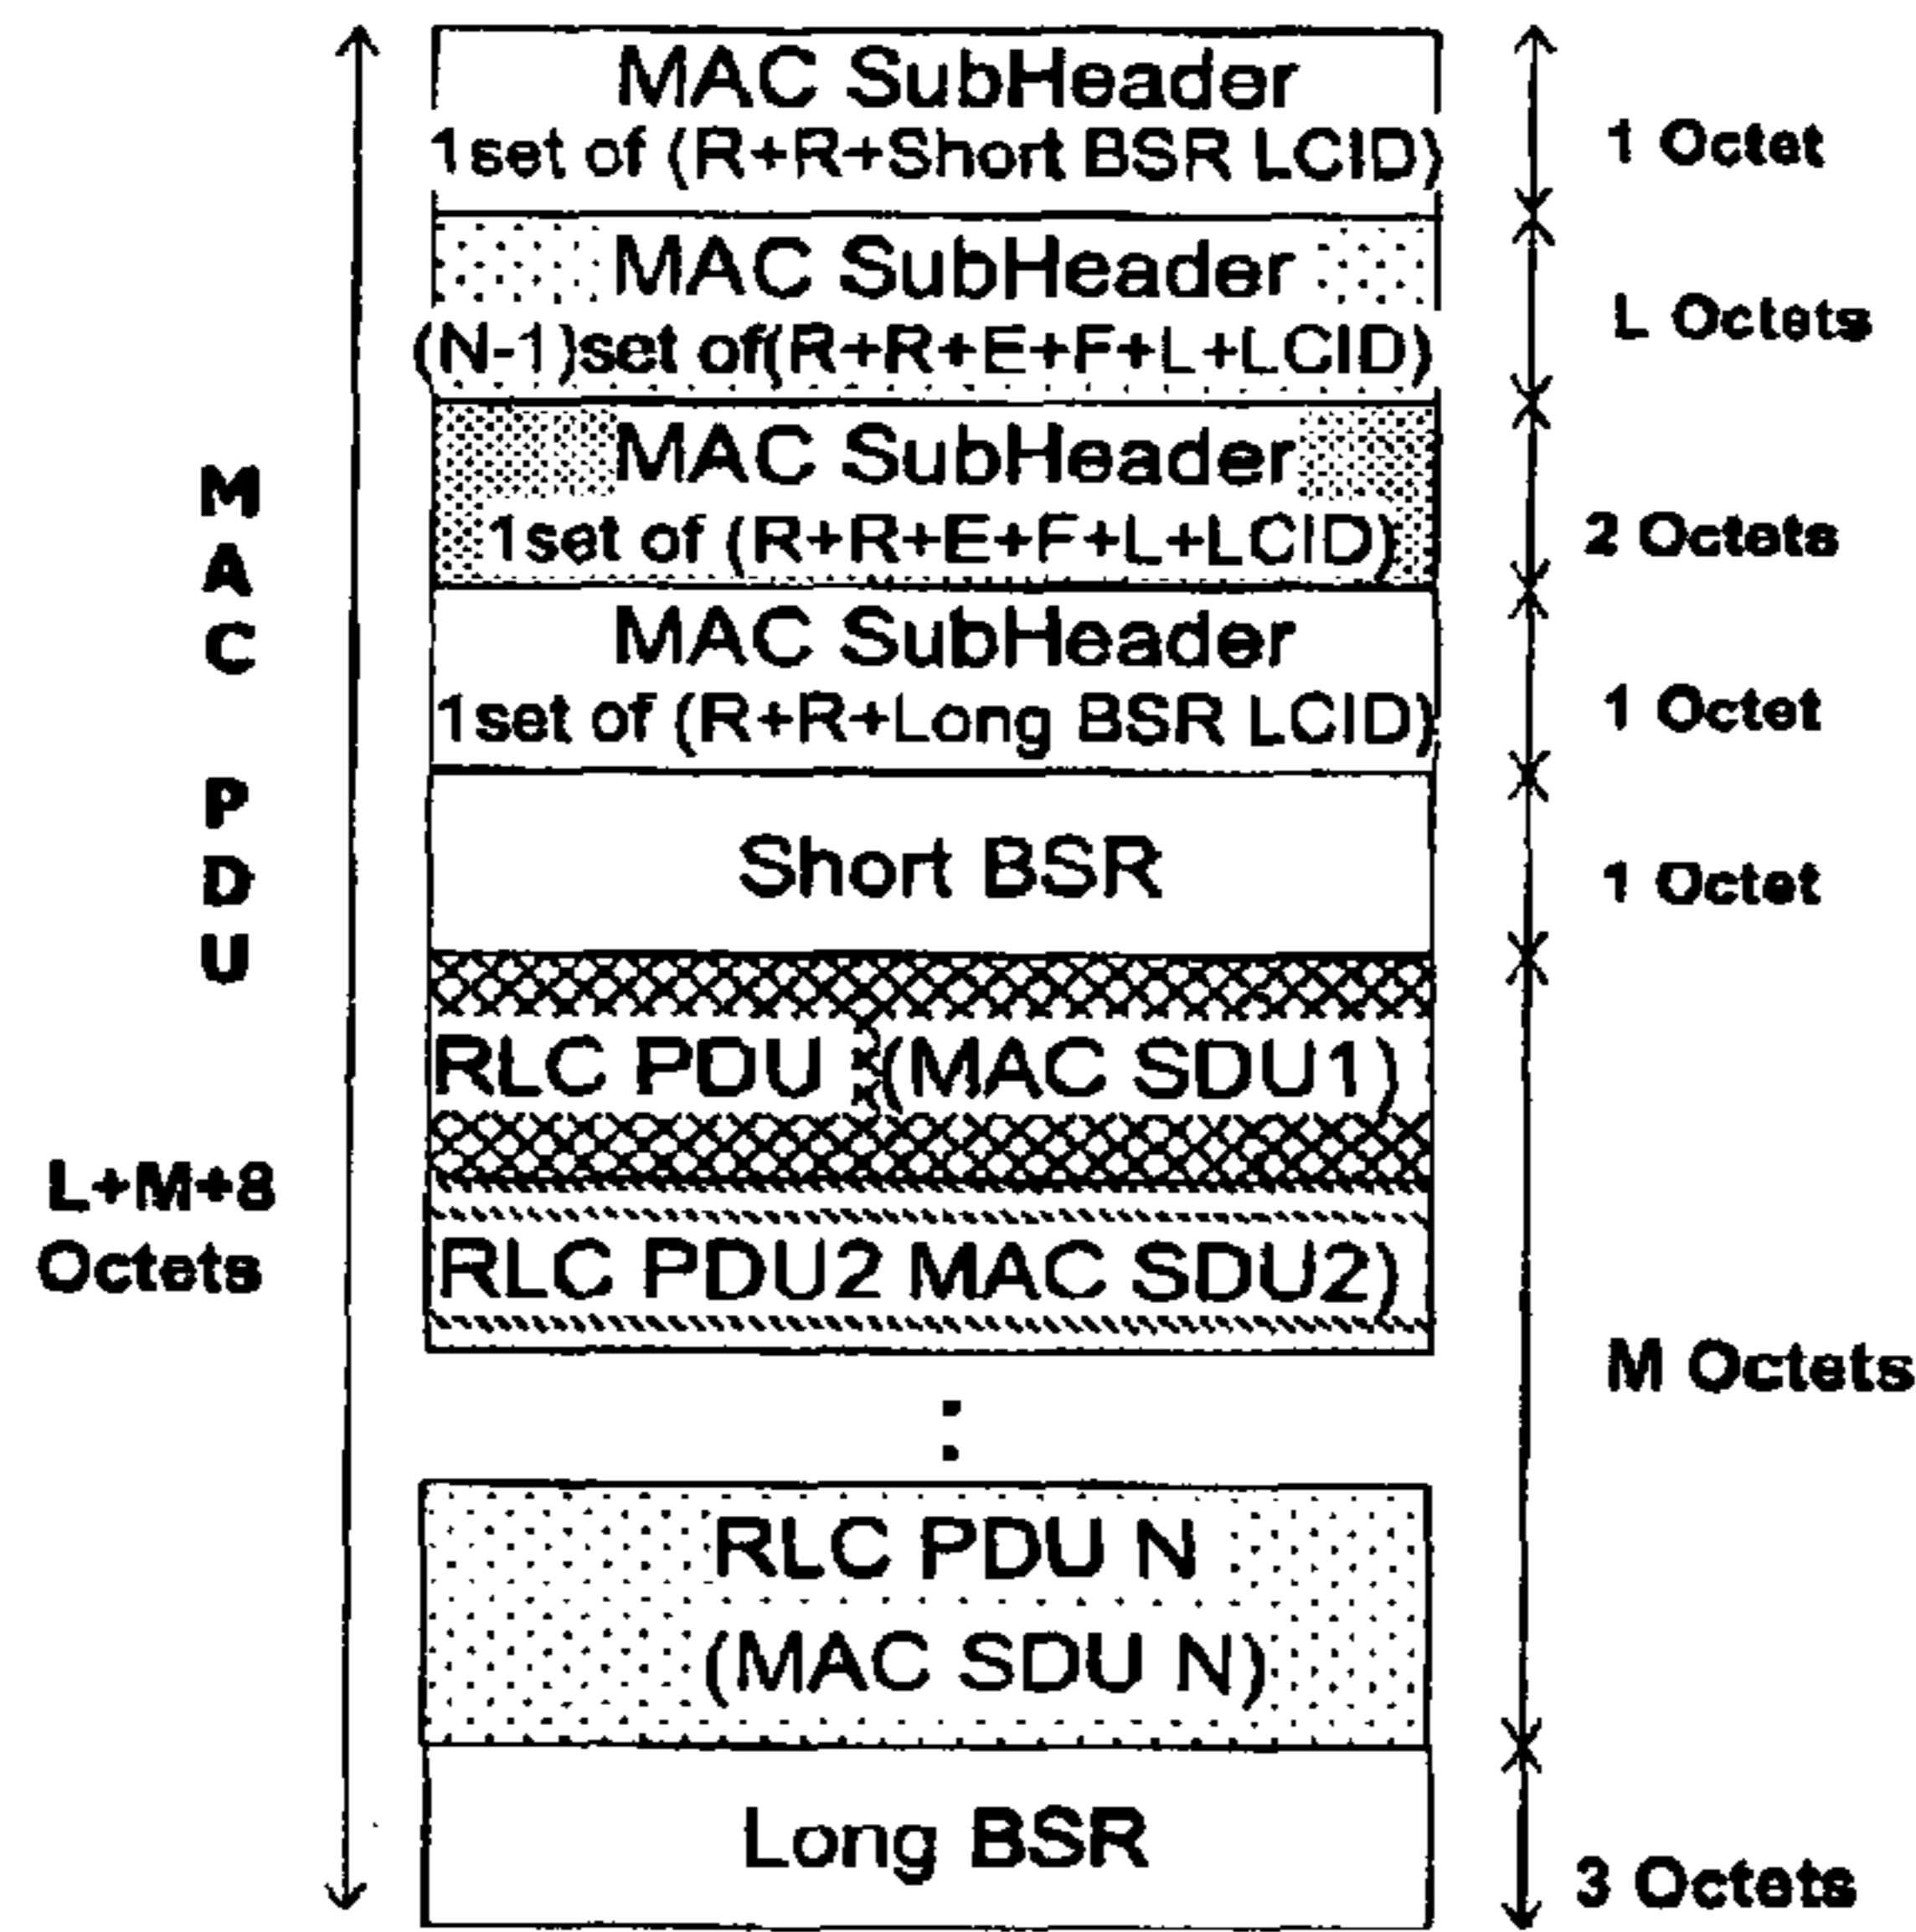 MAC SubHeader
1set of (R+R+Short BSR LCID)
1 Octet
MAC SubHeader
(N-1)set of(R+R+E+F+L+LCID)
L Octets
MAC SubHeader
1set of (R+R+E+F+L+LCID)
2 Octets
MAC SubHeader
1set of (R+R+Long BSR LCID)
1 Octet
MAC PDU
Short BSR
1 Octet
RLC PDU (MAC SDU1)
L+M+8
Octets
RLC PDU2 MAC SDU2)
M Octets
:
RLC PDU N
(MAC SDU N)
Long BSR
3 Octets